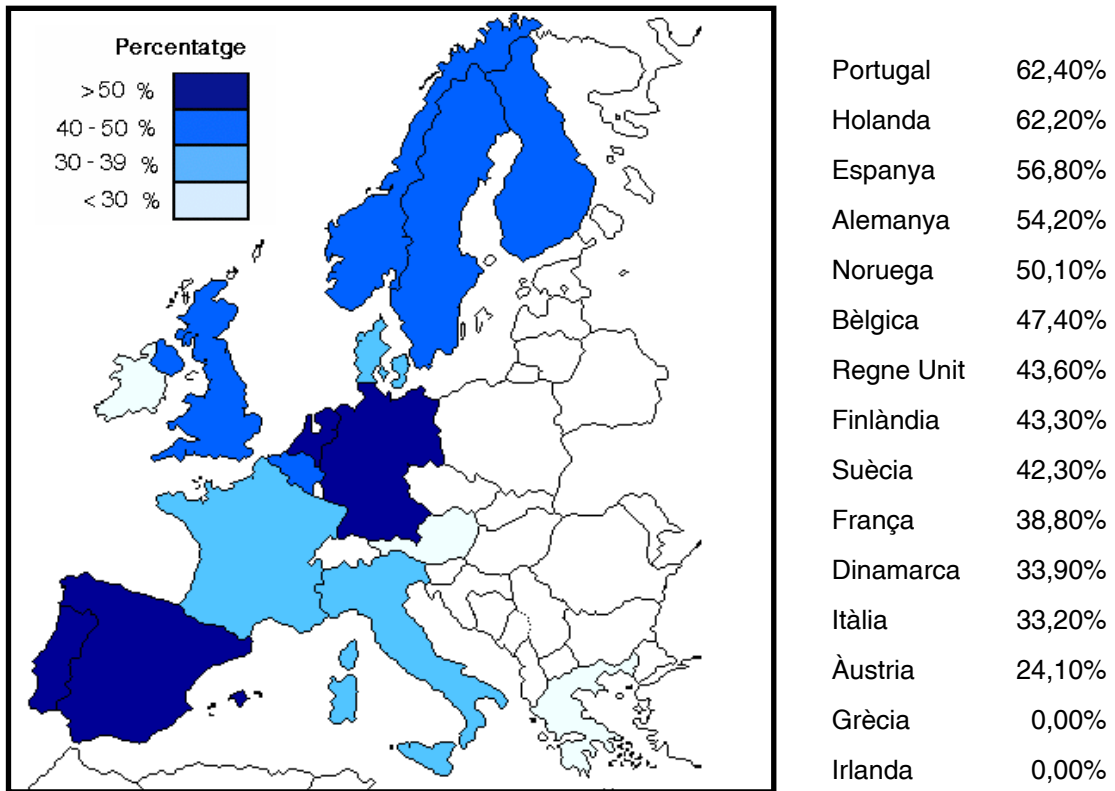 Percentatge
>50 %
40-50 %
30-39 %
<30 %
Portugal 62,40%
Holanda 62,20%
Espanya 56,80%
Alemanya 54,20%
Noruega 50,10%
Bèlgica 47,40%
Regne Unit 43,60%
Finlàndia 43,30%
Suècia 42,30%
França 38,80%
Dinamarca 33,90%
Itàlia 33,20%
Àustria 24,10%
Grècia 0,00%
Irlanda 0,00%